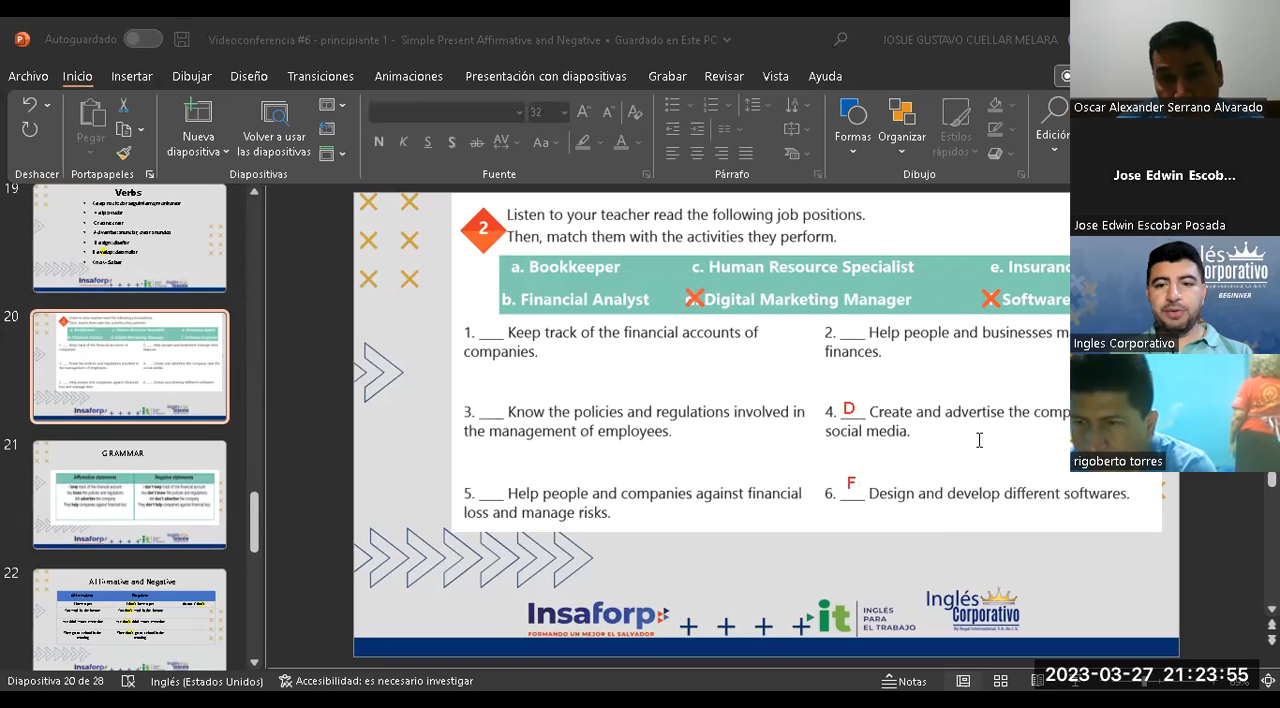 Autoguardado
Videoconferencia #6 - principiante 1 - Simple Present Affirmative and Negative • Guardado en Este PC
JOSUE GUSTAVO CUELLAR MELARA
Archivo Inicio Insertar Dibujar Diseño Transiciones Animaciones Presentación con diapositivas Grabar Revisar Vista Ayuda
Pegar
Nueva diapositiva
Volver a usar las diapositivas
32
N K S S ab AV Aa A
Formas
Organizar
Estilos rápidos
Edición
Deshacer
Portapapeles
Diapositivas
Fuente
Párrafo
Dibujo
Oscar Alexander Serrano Alvarado
Jose Edwin Escob...
Jose Edwin Escobar Posada
BEGINNER
Ingles Corporativo
rigoberto torres
19
Verbs
20
21
GRAMMAR
Affirmative statements
Negative statements
22
Affirmative and Negative
2
Listen to your teacher read the following job positions.
Then, match them with the activities they perform.
a. Bookkeeper
c. Human Resource Specialist
b. Financial Analyst
Digital Marketing Manager
Software
1. ___ Keep track of the financial accounts of
companies.
2. ___ Help people and businesses
finances.
3. ___ Know the policies and regulations involved in
the management of employees.
4. D Create and advertise the
social media.
5. ___ Help people and companies against financial
loss and manage risks.
6. F Design and develop different softwares.
Insaforp
FORMANDO UN MEJOR EL SALVADOR
it
INGLÉS
PARA
EL TRABAJO
Inglés
Corporativo
Diapositiva 20 de 28
Inglés (Estados Unidos)
Accesibilidad: es necesario investigar
Notas
2023-03-27 21:23:55